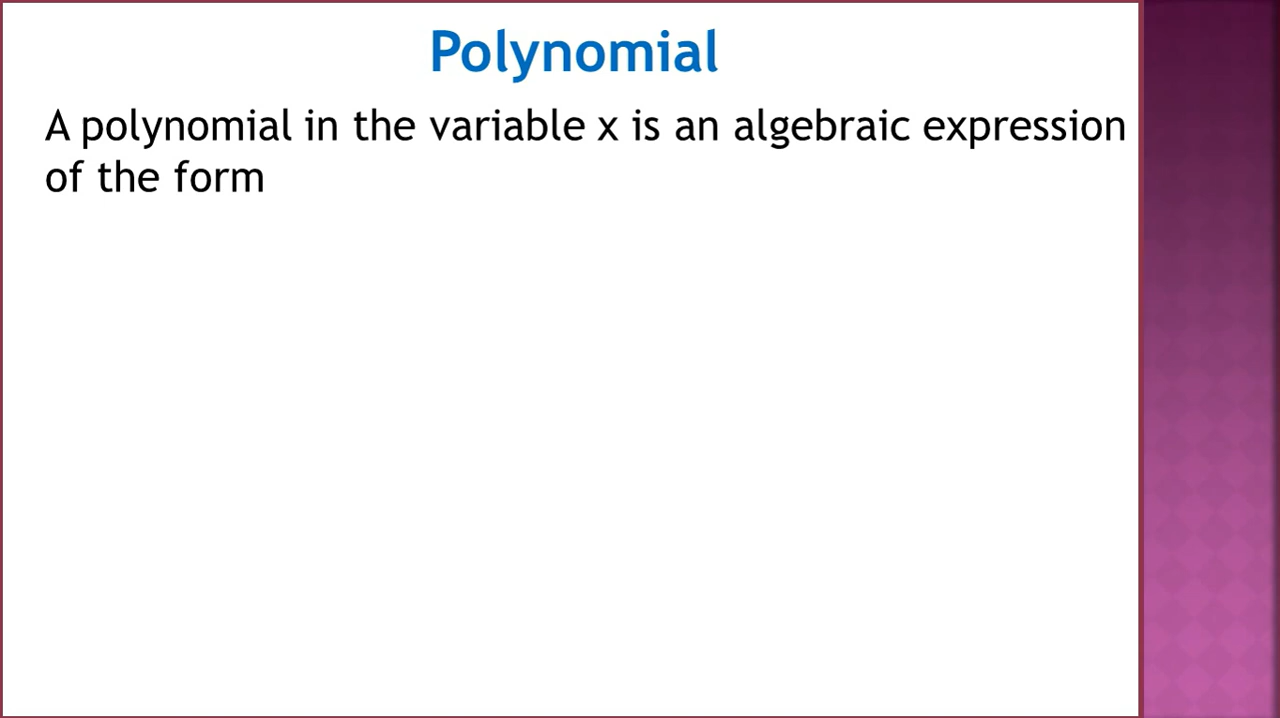 Polynomial
A polynomial in the variable x is an algebraic expression
of the form